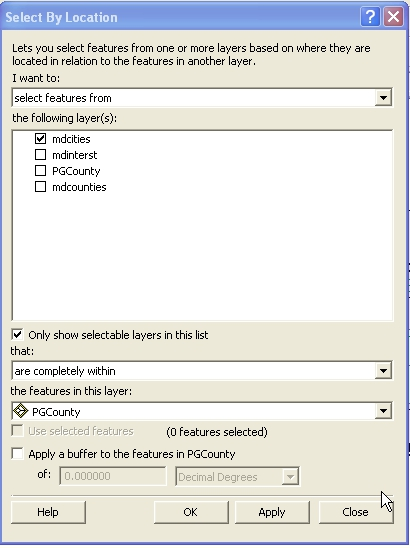 Select By Location
Lets you select features from one or more layers based on where they are
located in relation to the features in another layer.
I want to:
select features from
the following layer(s):
mdcities
mdinterst
PGCounty
mdcounties
Only show selectable layers in this list
that:
are completely within
the features in this layer:
PGCounty
Use selected features (0 features selected)
Apply a buffer to the features in PGCounty
of: 0.000000 Decimal Degrees
Help OK Apply Close